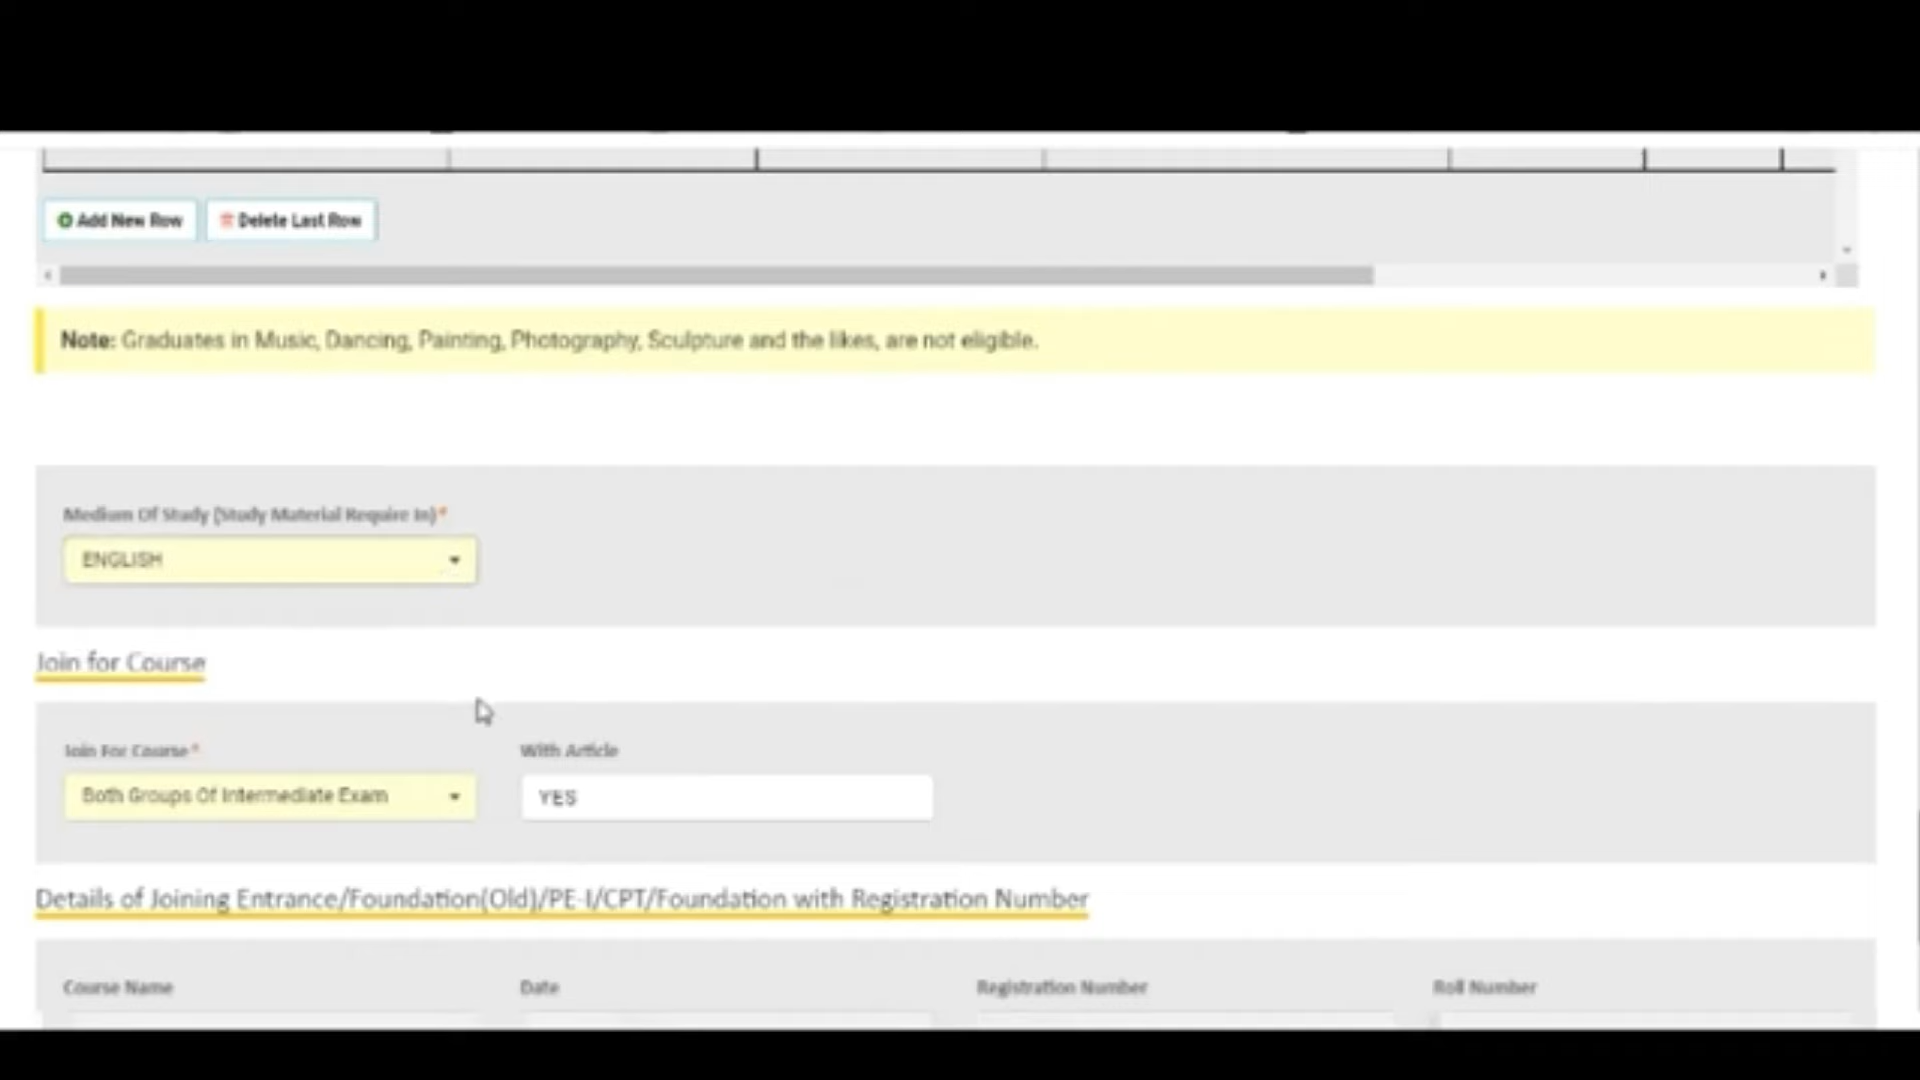 Add New Row Delete Last Row
Note: Graduates in Music, Dancing, Painting, Photography, Sculpture and the likes, are not eligible.
Medium Of Study (Study Material Require In)*
ENGLISH
Join for Course
Join For Course* With Article
Both Groups Of Intermediate Exam YES
Details of Joining Entrance/Foundation(Old)/PE-I/CPT/Foundation with Registration Number
Course Name Date Registration Number Roll Number